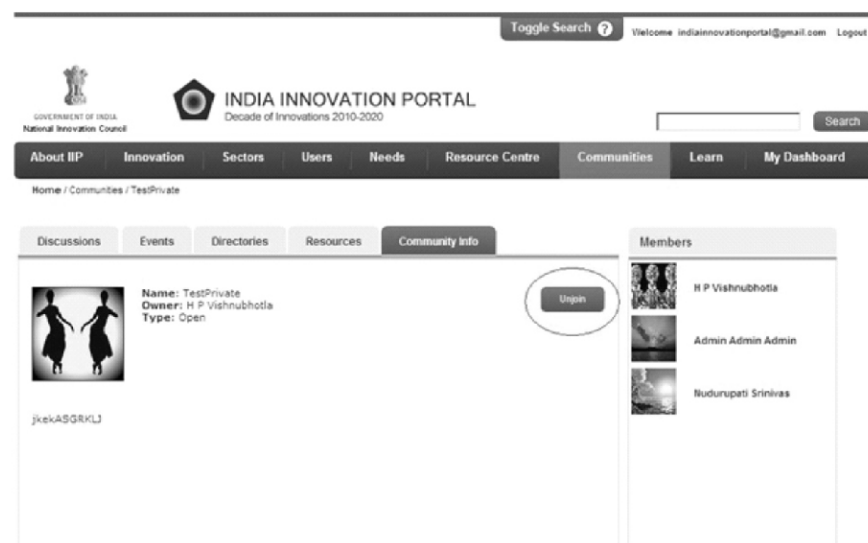 Toggle Search ?
Welcome indiainnovationportal@gmail.com Logout
GOVERNMENT OF INDIA
National Innovation Council
INDIA INNOVATION PORTAL
Decade of Innovations 2010-2020
Search
About IIP Innovation Sectors Users Needs Resource Centre Communities Learn My Dashboard
Home / Communities / TestPrivate
Discussions Events Directories Resources Community Info
Members
Name: TestPrivate
Owner: H P Vishnubhotla
Type: Open
Unjoin
H P Vishnubhotla
Admin Admin Admin
Nudurupati Srinivas
jkekASGRKLJ